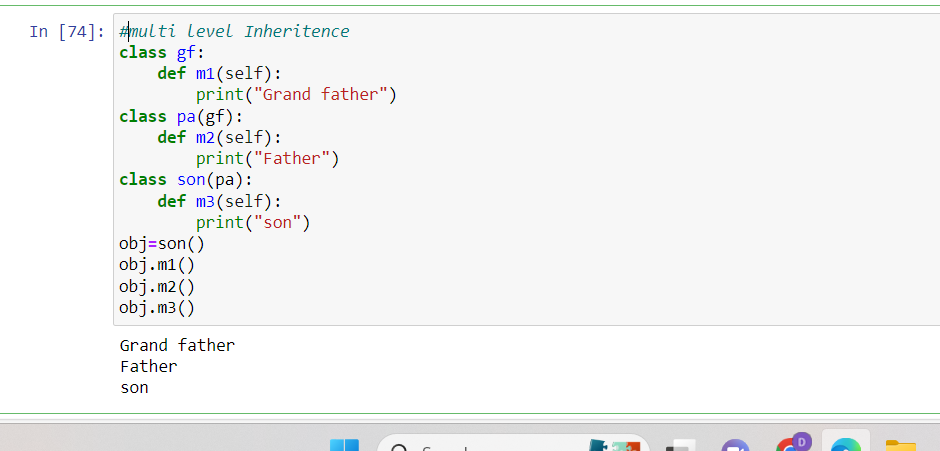 In [74]: #multi level Inheritence
class gf:
    def m1(self):
        print("Grand father")
class pa(gf):
    def m2(self):
        print("Father")
class son(pa):
    def m3(self):
        print("son")
obj=son()
obj.m1()
obj.m2()
obj.m3()
Grand father
Father
son
D